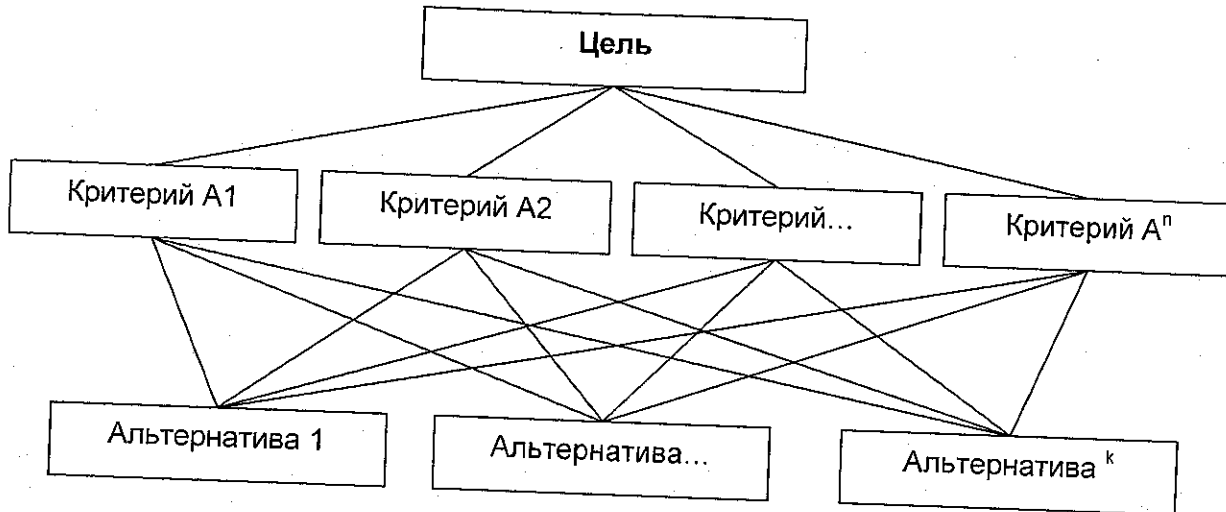 Цель
Критерий А1
Критерий А2
Критерий...
Критерий Аⁿ
Альтернатива 1
Альтернатива...
Альтернатива ᵏ